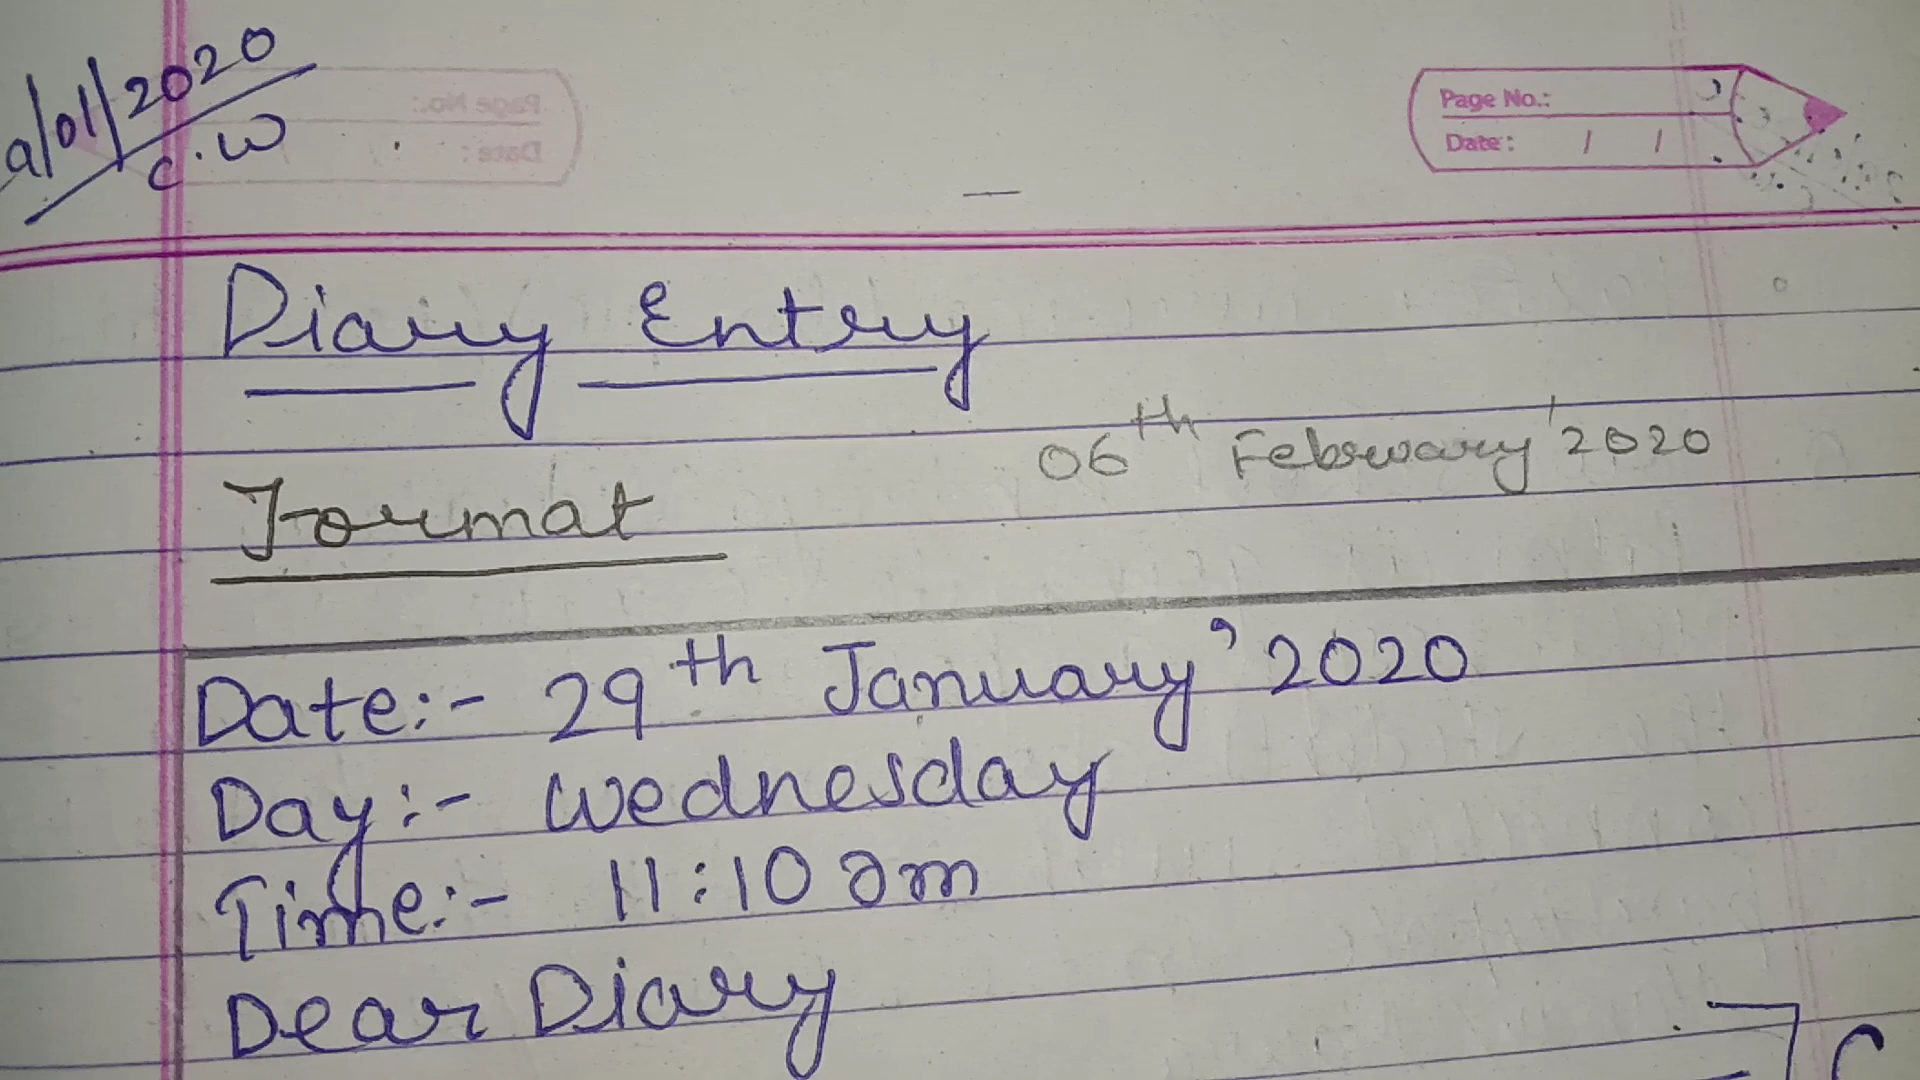 9/01/2020
C.W
Page No.:
Date: / /
Diary Entry
06th February'2020
Format
Date:- 29th January'2020
Day:- Wednesday
Time:- 11:10 am
Dear Diary